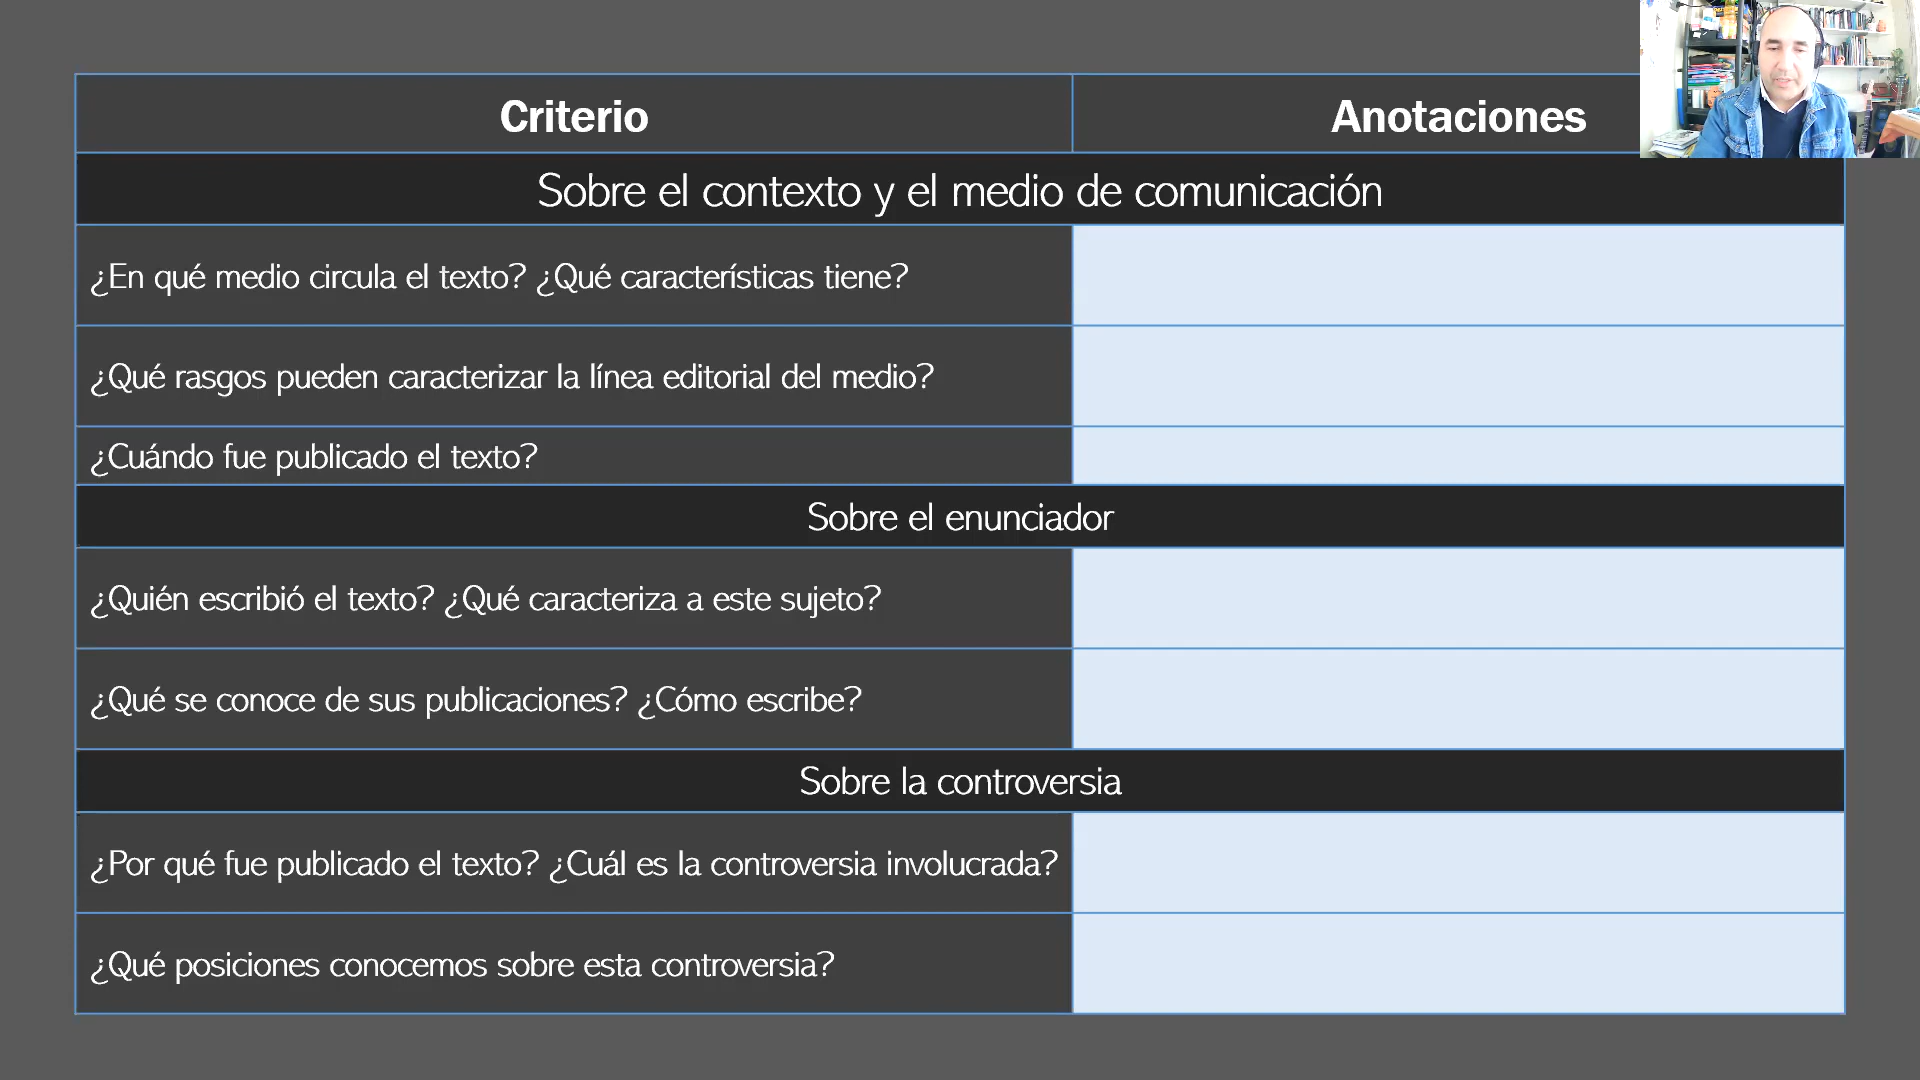 Criterio
Anotaciones
Sobre el contexto y el medio de comunicación
¿En qué medio circula el texto? ¿Qué características tiene?
¿Qué rasgos pueden caracterizar la línea editorial del medio?
¿Cuándo fue publicado el texto?
Sobre el enunciador
¿Quién escribió el texto? ¿Qué caracteriza a este sujeto?
¿Qué se conoce de sus publicaciones? ¿Cómo escribe?
Sobre la controversia
¿Por qué fue publicado el texto? ¿Cuál es la controversia involucrada?
¿Qué posiciones conocemos sobre esta controversia?